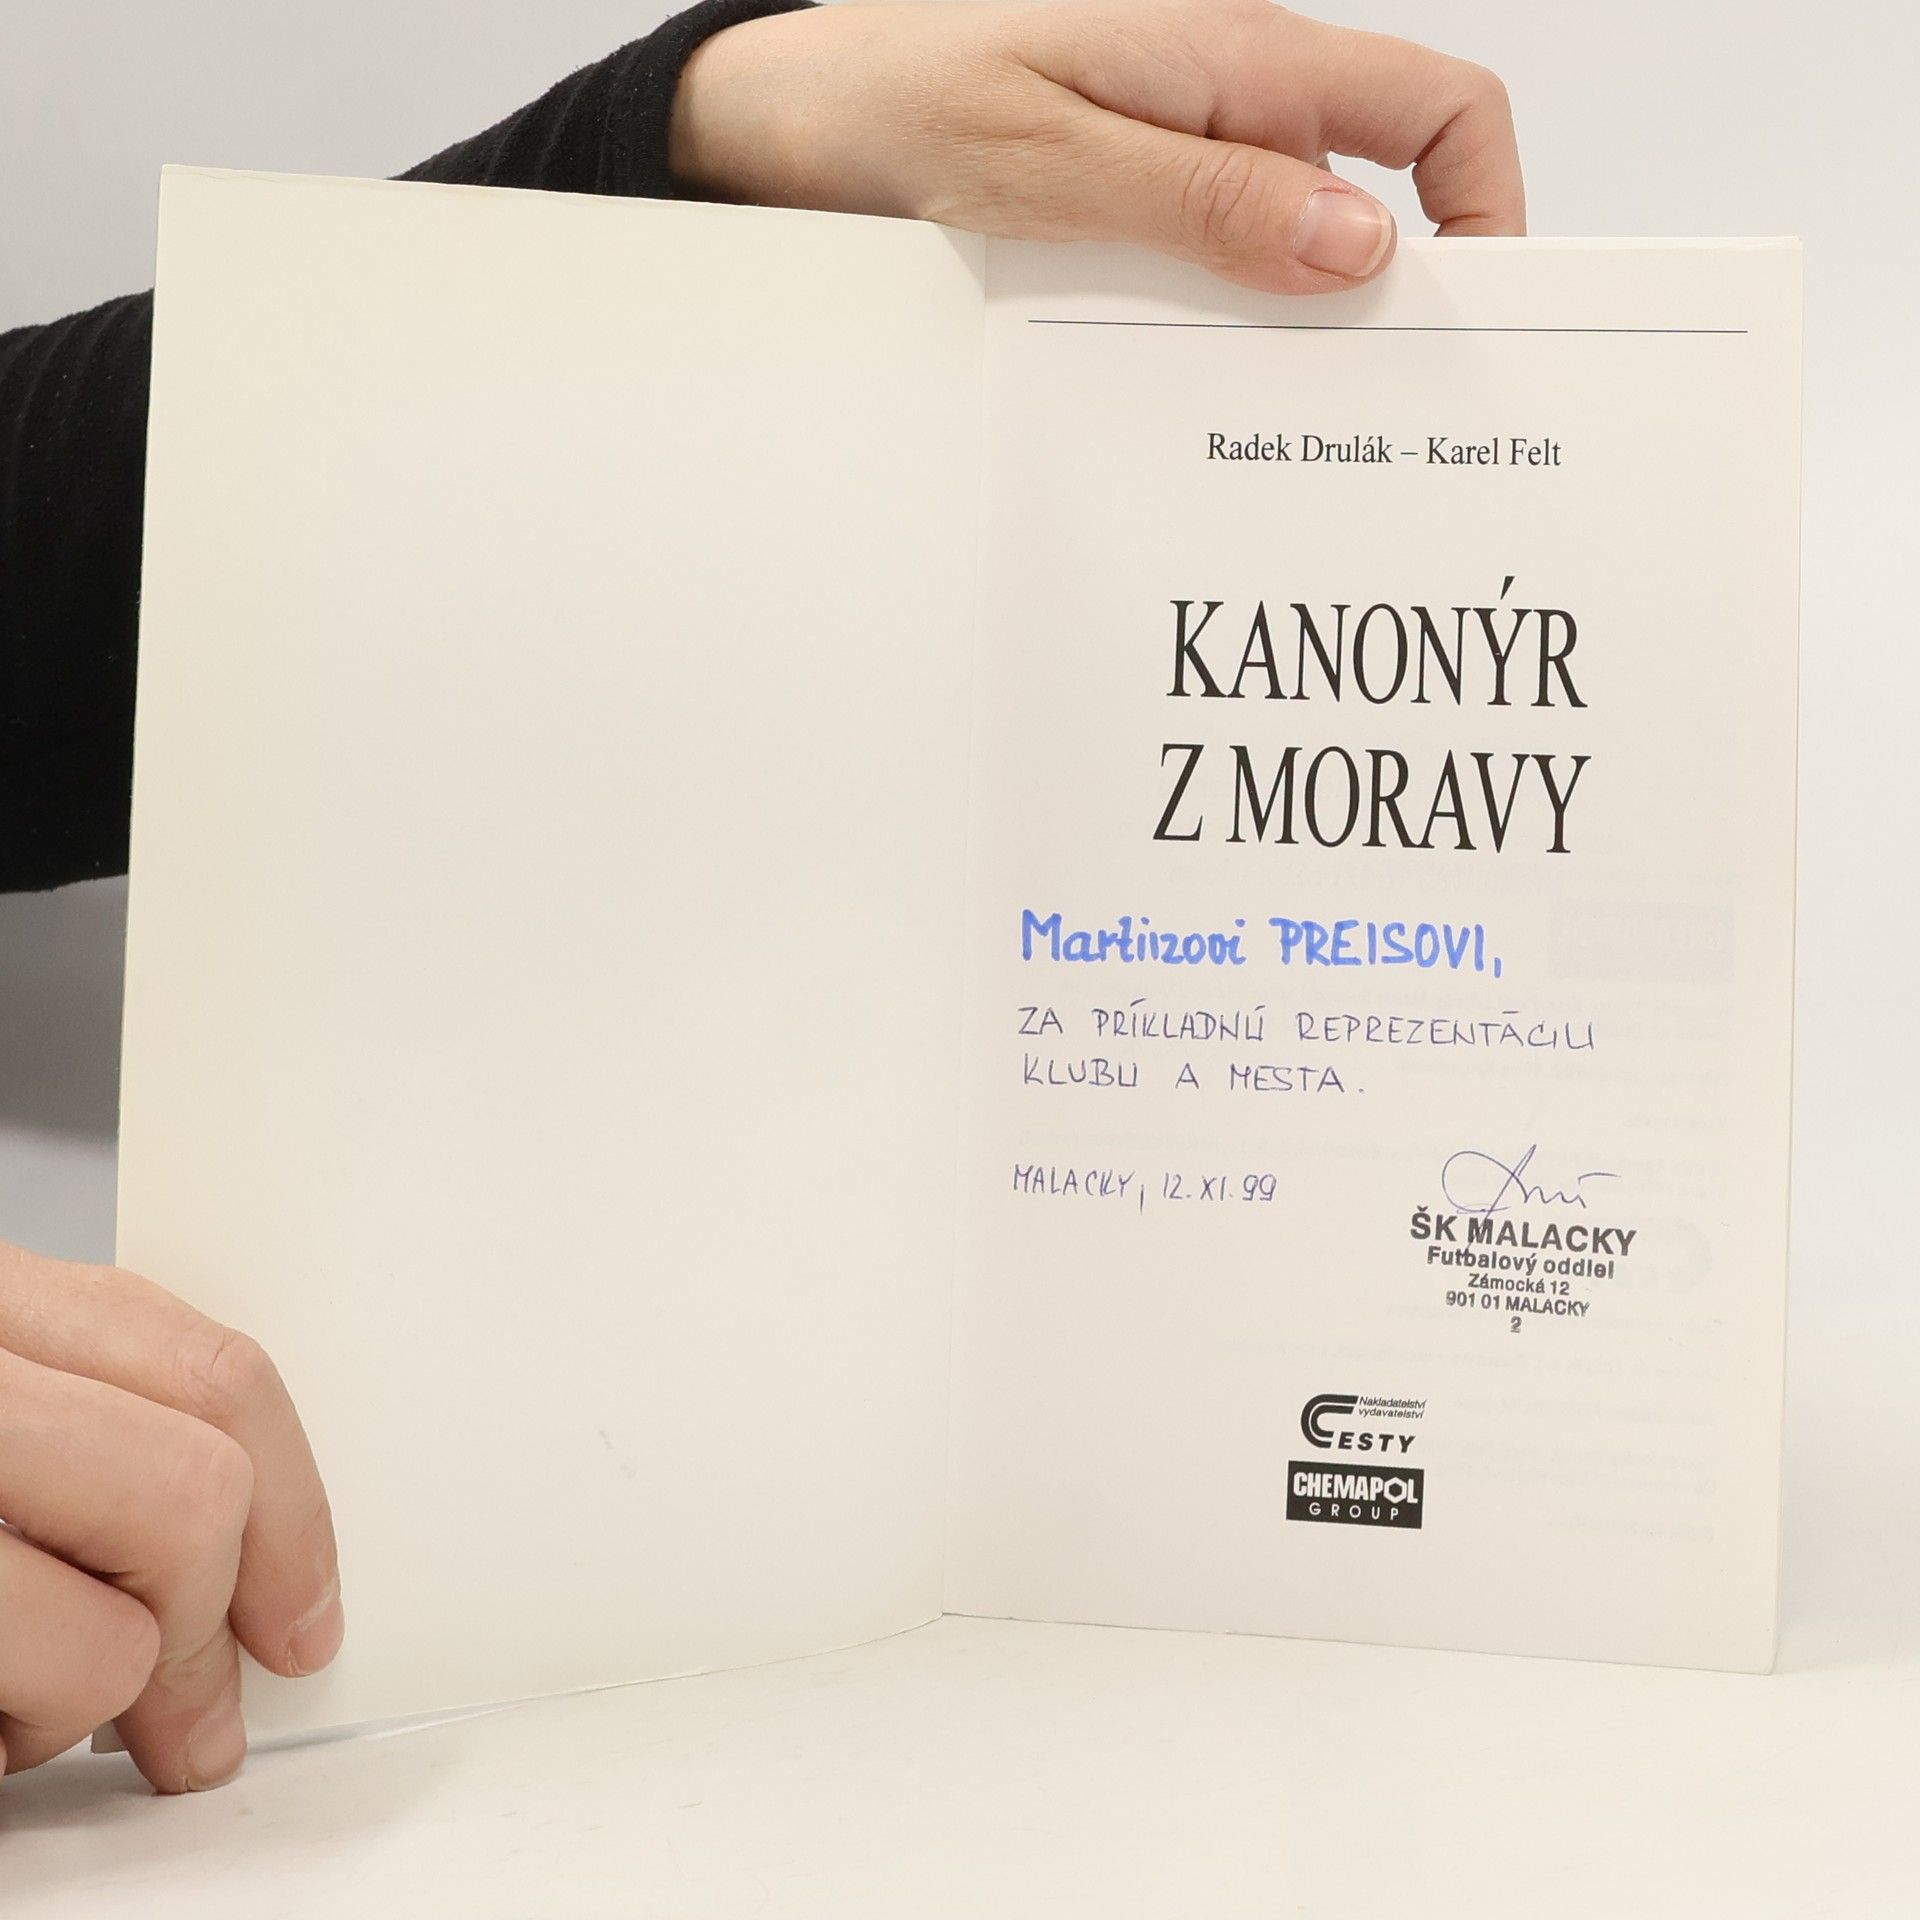 Radek Drulák – Karel Felt
KANONÝR
Z MORAVY
Martinovi PREISOVI,
ZA PRÍKLADNÚ REPREZENTÁCIU
KLUBU A MESTA.
MALACKY, 12. XI. 99
ŠK MALACKY
Futbalový oddiel
Zámocká 12
901 01 MALACKY
2
Nakladatelství
vydavatelství
CESTY
CHEMAPOL
GROUP